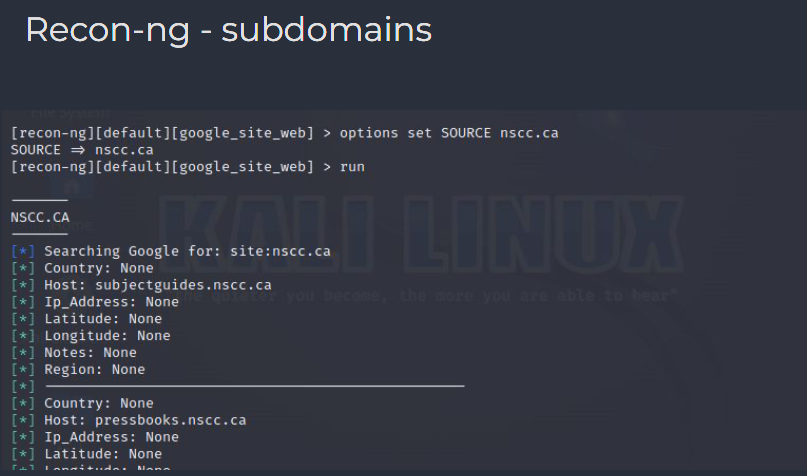 Recon-ng - subdomains
[recon-ng][default][google_site_web] > options set SOURCE nscc.ca
SOURCE ⇒ nscc.ca
[recon-ng][default][google_site_web] > run
NSCC.CA
[*] Searching Google for: site:nscc.ca
[*] Country: None
[*] Host: subjectguides.nscc.ca
[*] Ip_Address: None
[*] Latitude: None
[*] Longitude: None
[*] Notes: None
[*] Region: None
[*]
[*] Country: None
[*] Host: pressbooks.nscc.ca
[*] Ip_Address: None
[*] Latitude: None
[*] Longitude: None
KALI LINUX
quieter you become, the more you are able to hear"